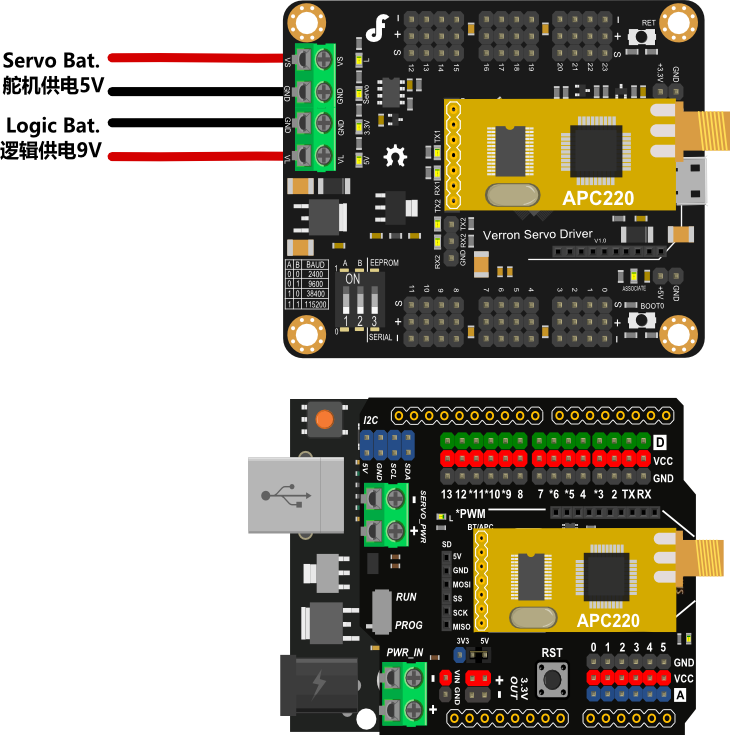 Servo Bat.
舵机供电5V
Logic Bat.
逻辑供电9V
VS
GND
GND
VL
VS
GND
GND
VL
L
Servo
3.3V
5V
S
12 13 14 15
16 17 18 19
20 21 22 23
-
+
S
RET
+3.3V
GND
TX1
RX1
TX2
RX2
TX2
RX2
GND
APC220
Verron Servo Driver
V1.0
ASSOCIATE
+5V
GND
BOOT0
A B BAUD
0 0 2400
0 1 9600
1 0 38400
1 1 115200
1
A B EEPROM
ON
1 2 3
0
SERIAL
11 10 9 8
7 6 5 4
3 2 1 0
S
+
-
S
+
-
I2C
5V
GND
SCL
SDA
- SERVO_PWR +
D
VCC
GND
13 12 *11 *10 *9 8
7 *6 *5 4 *3 2 TX RX
L
*PWM
BT/APC
SD
5V
GND
MOSI
SS
SCK
MISO
APC220
RUN
PROG
PWR_IN
-
+
3V3 5V
VIN
GND
+
-
3.3V
OUT
RST
0 1 2 3 4 5
GND
VCC
A